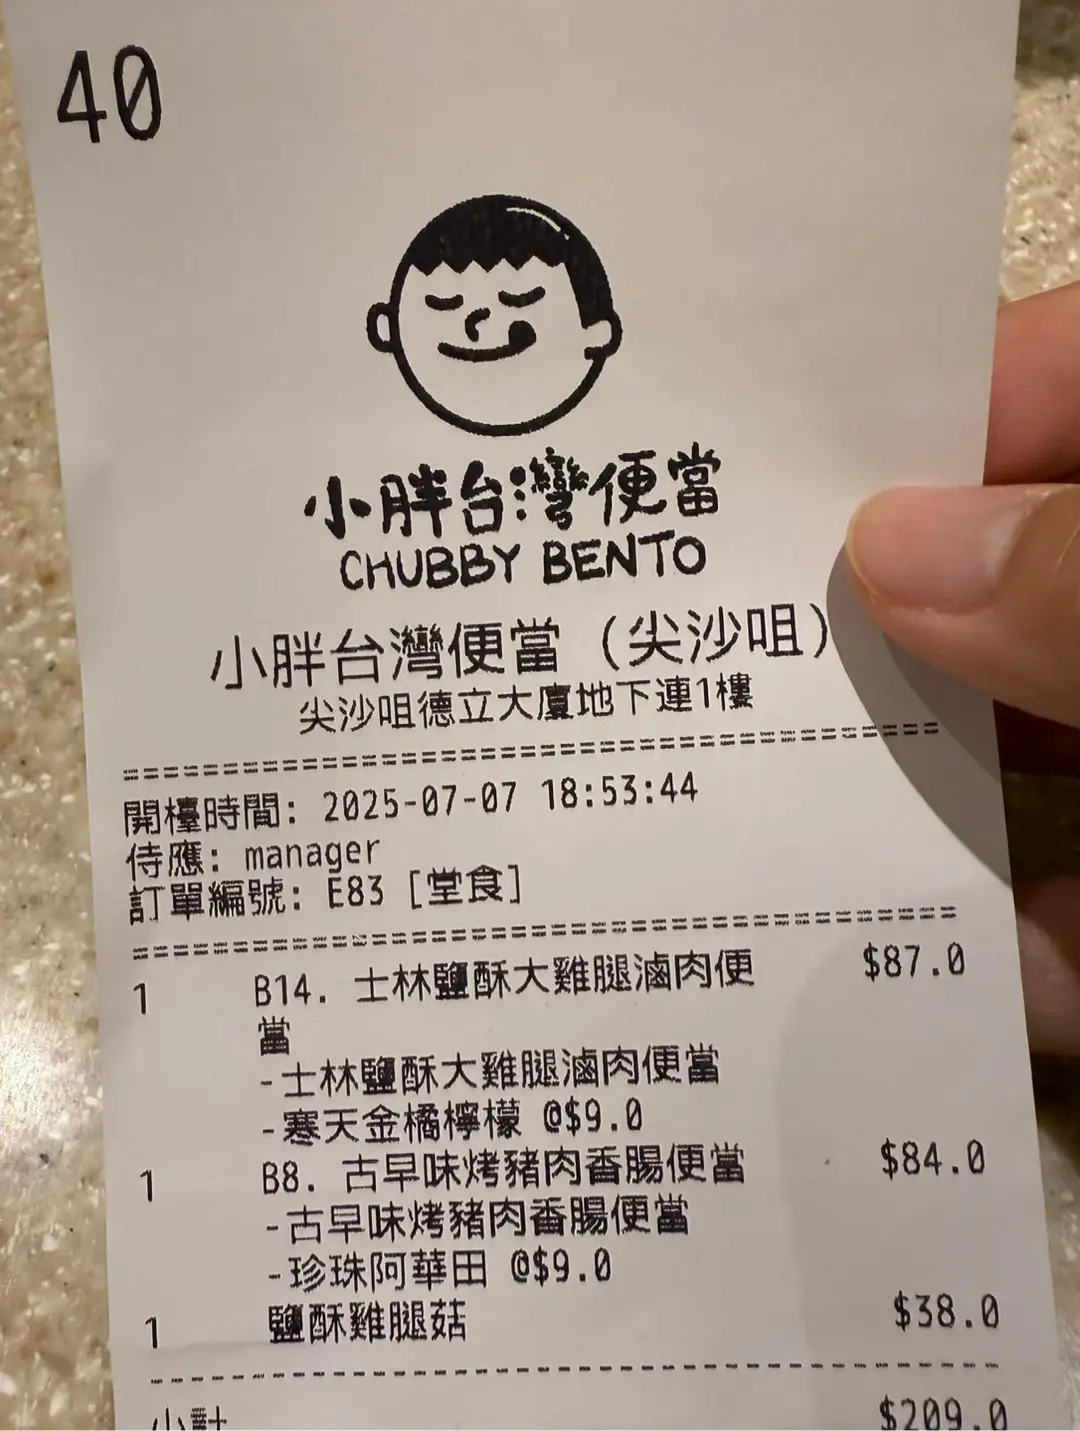 40
小胖台灣便當
CHUBBY BENTO
小胖台灣便當（尖沙咀）
尖沙咀德立大廈地下連1樓
開檯時間: 2025-07-07 18:53:44
侍應: manager
訂單編號: E83 [堂食]
1 B14. 士林鹽酥大雞腿滷肉便 $87.0
當
-士林鹽酥大雞腿滷肉便當
-寒天金橘檸檬 @$9.0
1 B8. 古早味烤豬肉香腸便當 $84.0
-古早味烤豬肉香腸便當
-珍珠阿華田 @$9.0
1 鹽酥雞腿菇 $38.0
小計 $209.0